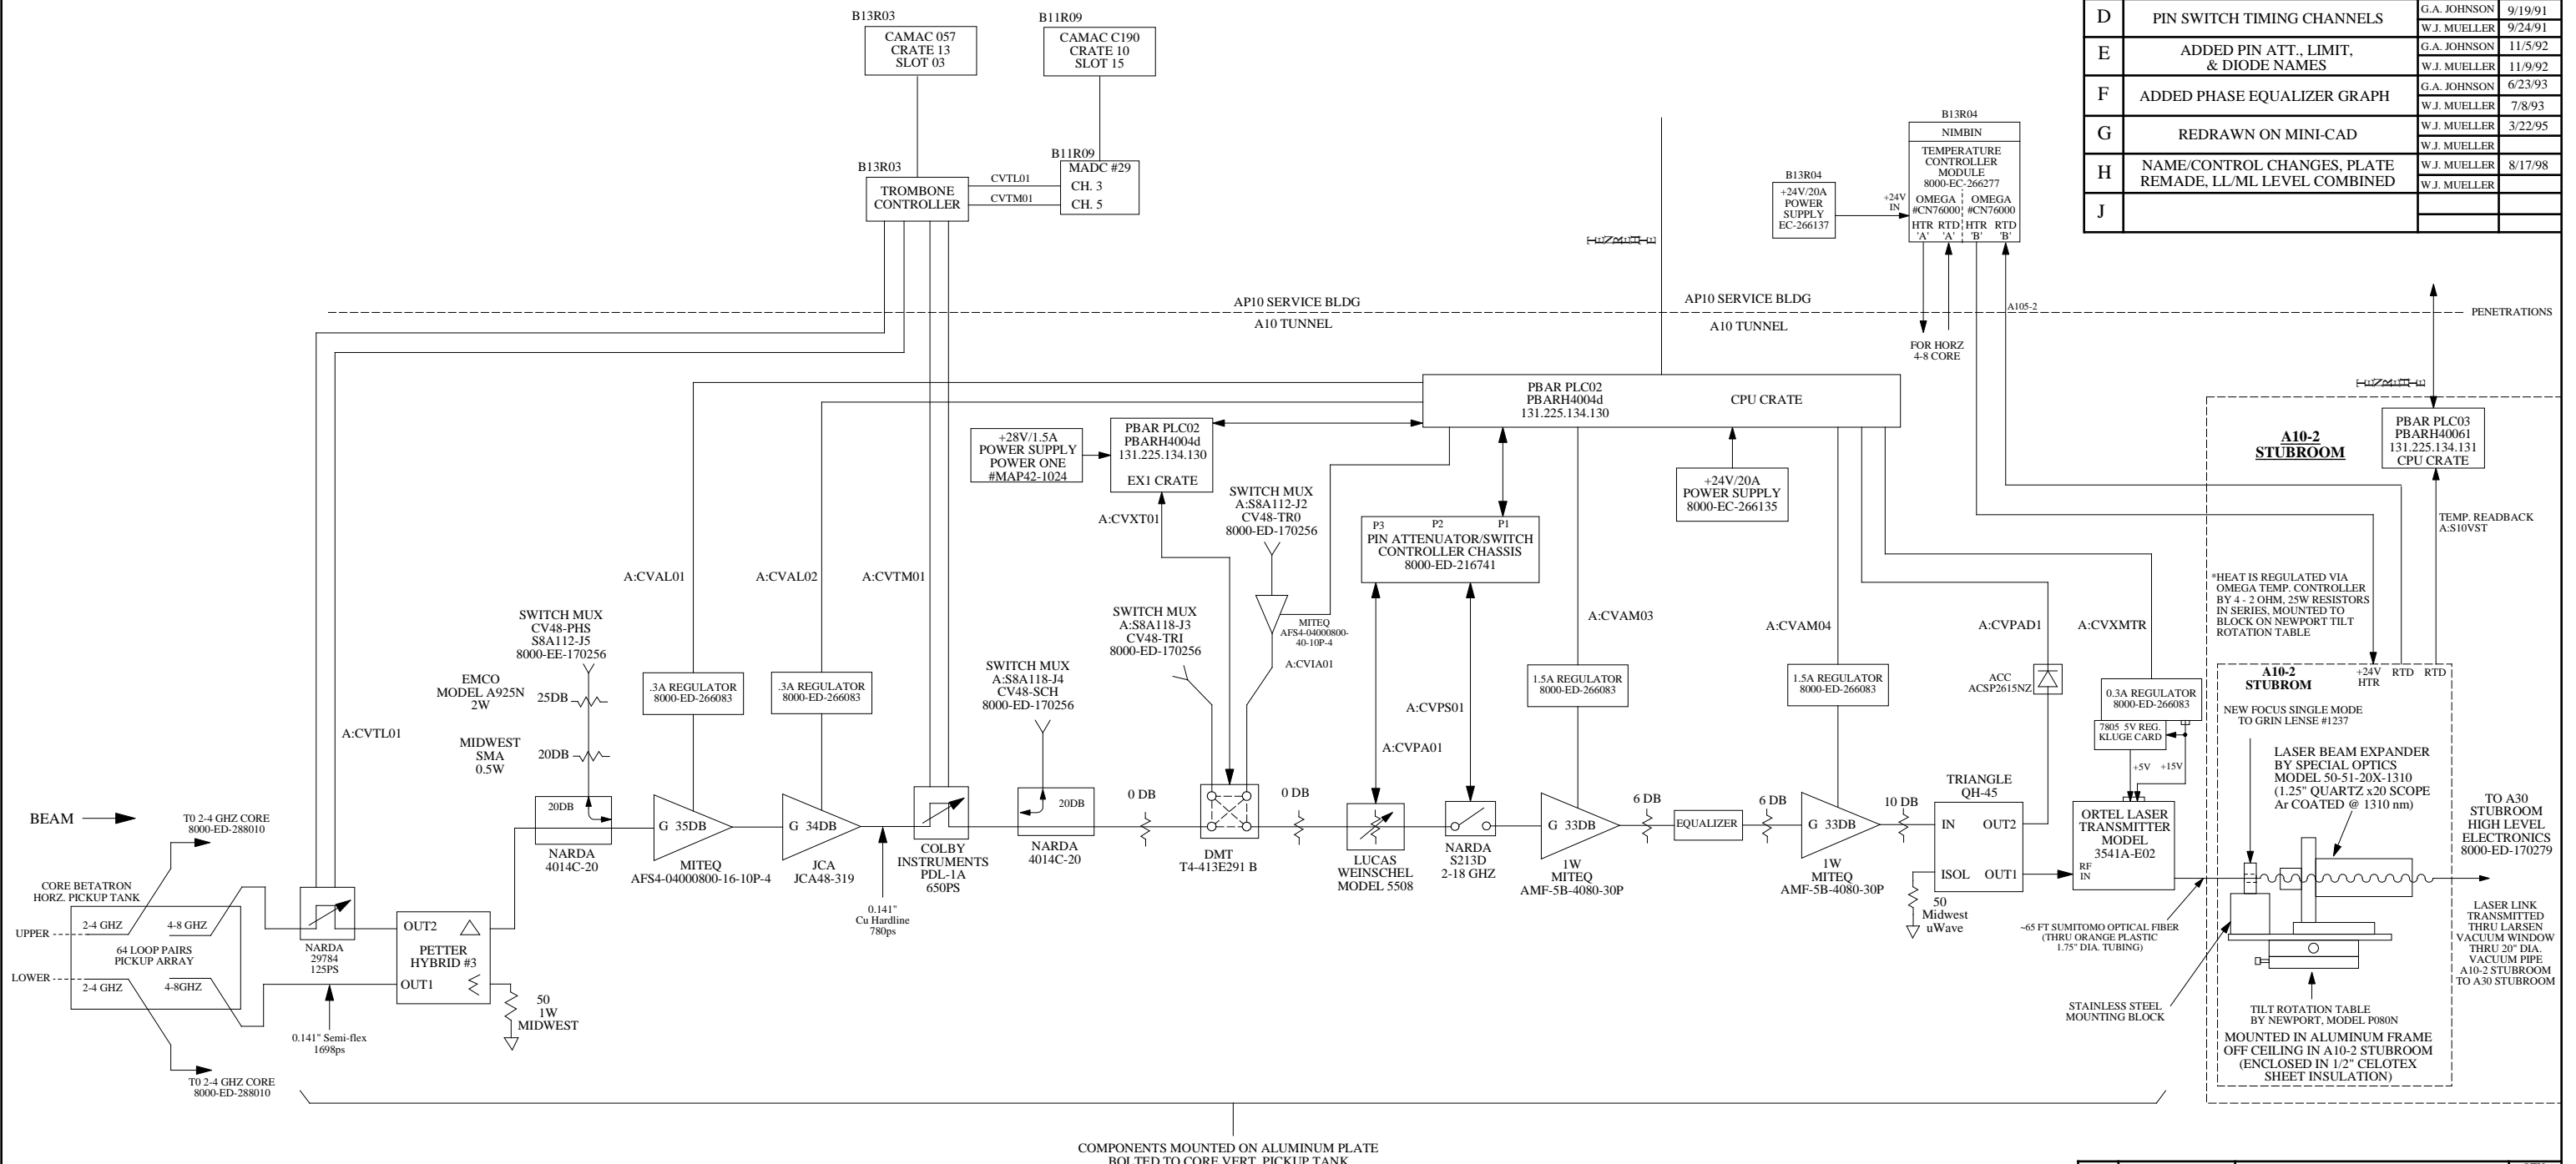 B13R03
CAMAC 057
CRATE 13
SLOT 03
B11R09
CAMAC C190
CRATE 10
SLOT 15
B13R03
TROMBONE
CONTROLLER
CVTL01
CVTM01
B11R09
MADC #29
CH. 3
CH. 5
D
PIN SWITCH TIMING CHANNELS
G.A. JOHNSON 9/19/91
W.J. MUELLER 9/24/91
E
ADDED PIN ATT., LIMIT,
& DIODE NAMES
G.A. JOHNSON 11/5/92
W.J. MUELLER 11/9/92
F
ADDED PHASE EQUALIZER GRAPH
G.A. JOHNSON 6/23/93
W.J. MUELLER 7/8/93
G
REDRAWN ON MINI-CAD
W.J. MUELLER 3/22/95
W.J. MUELLER
H
NAME/CONTROL CHANGES, PLATE
REMADE, LL/ML LEVEL COMBINED
W.J. MUELLER 8/17/98
W.J. MUELLER
J
B13R04
NIMBIN
TEMPERATURE
CONTROLLER
MODULE
8000-EC-266277
OMEGA OMEGA
#CN76000 #CN76000
HTR RTD HTR RTD
'A' 'A' 'B' 'B'
B13R04
+24V/20A
POWER
SUPPLY
EC-266137
+24V
IN
ETHERNET
AP10 SERVICE BLDG
A10 TUNNEL
AP10 SERVICE BLDG
A10 TUNNEL
A105-2
PENETRATIONS
FOR HORZ
4-8 CORE
ETHERNET
PBAR PLC02
PBARH4004d
131.225.134.130
CPU CRATE
+28V/1.5A
POWER SUPPLY
POWER ONE
#MAP42-1024
PBAR PLC02
PBARH4004d
131.225.134.130
EX1 CRATE
A:CVXT01
SWITCH MUX
A:S8A112-J2
CV48-TR0
8000-ED-170256
+24V/20A
POWER SUPPLY
8000-EC-266135
P3 P2 P1
PIN ATTENUATOR/SWITCH
CONTROLLER CHASSIS
8000-ED-216741
A10-2
STUBROOM
PBAR PLC03
PBARH40061
131.225.134.131
CPU CRATE
TEMP. READBACK
A:S10VST
*HEAT IS REGULATED VIA
OMEGA TEMP. CONTROLLER
BY 4 - 2 OHM, 25W RESISTORS
IN SERIES, MOUNTED TO
BLOCK ON NEWPORT TILT
ROTATION TABLE
A:CVAL01
A:CVAL02
A:CVTM01
SWITCH MUX
CV48-PHS
S8A112-J5
8000-EE-170256
SWITCH MUX
A:S8A118-J3
CV48-TRI
8000-ED-170256
MITEQ
AFS4-04000800-
40-10P-4
A:CVIA01
A:CVAM03
A:CVAM04
A:CVPAD1
A:CVXMTR
EMCO
MODEL A925N
2W
25DB
MIDWEST
SMA
0.5W
20DB
.3A REGULATOR
8000-ED-266083
.3A REGULATOR
8000-ED-266083
SWITCH MUX
A:S8A118-J4
CV48-SCH
8000-ED-170256
A:CVPS01
A:CVPA01
1.5A REGULATOR
8000-ED-266083
1.5A REGULATOR
8000-ED-266083
ACC
ACSP2615NZ
0.3A REGULATOR
8000-ED-266083
7805 5V REG.
KLUGE CARD
+5V +15V
A10-2
STUBROM
+24V
HTR
RTD
RTD
NEW FOCUS SINGLE MODE
TO GRIN LENSE #1237
LASER BEAM EXPANDER
BY SPECIAL OPTICS
MODEL 50-51-20X-1310
(1.25" QUARTZ x20 SCOPE
Ar COATED @ 1310 nm)
A:CVTL01
BEAM
T0 2-4 GHZ CORE
8000-ED-288010
20DB
NARDA
4014C-20
G 35DB
MITEQ
AFS4-04000800-16-10P-4
G 34DB
JCA
JCA48-319
0.141"
Cu Hardline
780ps
COLBY
INSTRUMENTS
PDL-1A
650PS
20DB
NARDA
4014C-20
0 DB
DMT
T4-413E291 B
0 DB
LUCAS
WEINSCHEL
MODEL 5508
NARDA
S213D
2-18 GHZ
G 33DB
1W
MITEQ
AMF-5B-4080-30P
6 DB
EQUALIZER
6 DB
G 33DB
1W
MITEQ
AMF-5B-4080-30P
10 DB
TRIANGLE
QH-45
IN OUT2
ISOL OUT1
50
Midwest
uWave
ORTEL LASER
TRANSMITTER
MODEL
3541A-E02
RF
IN
TO A30
STUBROOM
HIGH LEVEL
ELECTRONICS
8000-ED-170279
CORE BETATRON
HORZ. PICKUP TANK
UPPER
LOWER
2-4 GHZ
4-8 GHZ
64 LOOP PAIRS
PICKUP ARRAY
2-4 GHZ
4-8GHZ
NARDA
29784
125PS
0.141" Semi-flex
1698ps
OUT2
PETTER
HYBRID #3
OUT1
50
1W
MIDWEST
T0 2-4 GHZ CORE
8000-ED-288010
~65 FT SUMITOMO OPTICAL FIBER
(THRU ORANGE PLASTIC
1.75" DIA. TUBING)
STAINLESS STEEL
MOUNTING BLOCK
TILT ROTATION TABLE
BY NEWPORT, MODEL P080N
MOUNTED IN ALUMINUM FRAME
OFF CEILING IN A10-2 STUBROOM
(ENCLOSED IN 1/2" CELOTEX
SHEET INSULATION)
LASER LINK
TRANSMITTED
THRU LARSEN
VACUUM WINDOW
THRU 20" DIA.
VACUUM PIPE
A10-2 STUBROOM
TO A30 STUBROOM
COMPONENTS MOUNTED ON ALUMINUM PLATE
BOLTED TO CORE VERT. PICKUP TANK